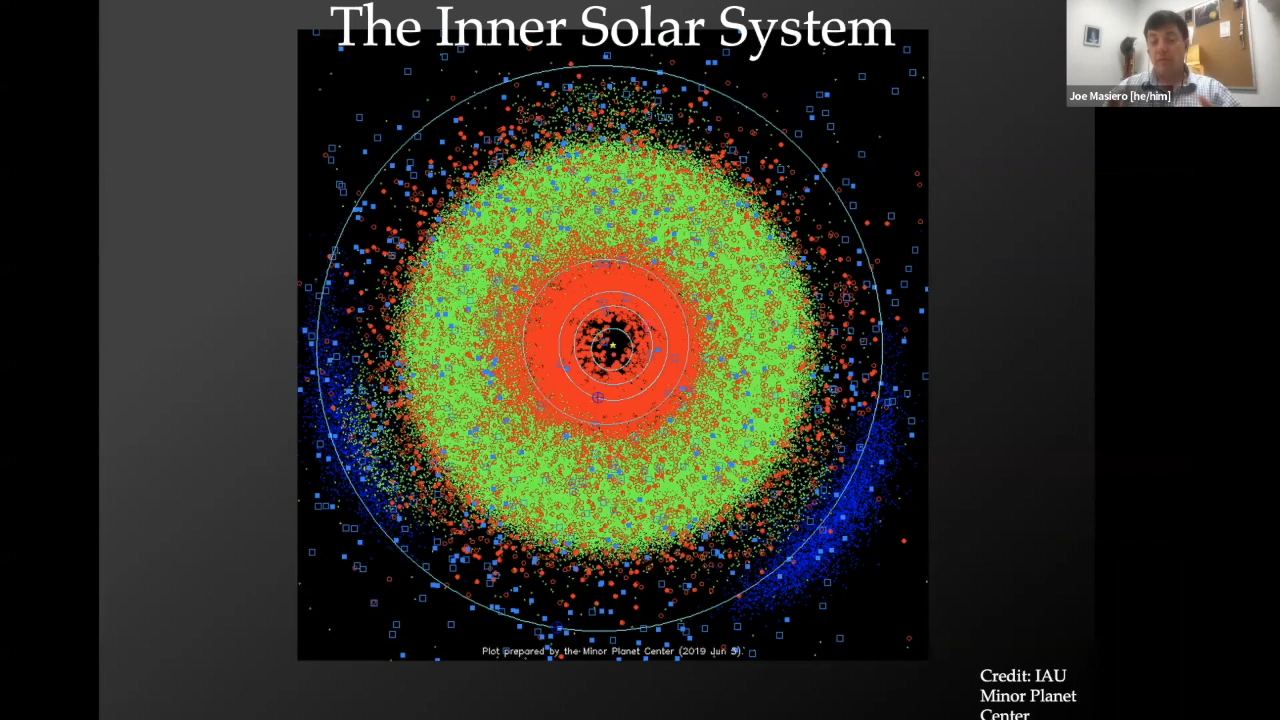 The Inner Solar System
Joe Masiero [he/him]
Plot prepared by the Minor Planet Center (2019 Jun 5).
Credit: IAU
Minor Planet
Center